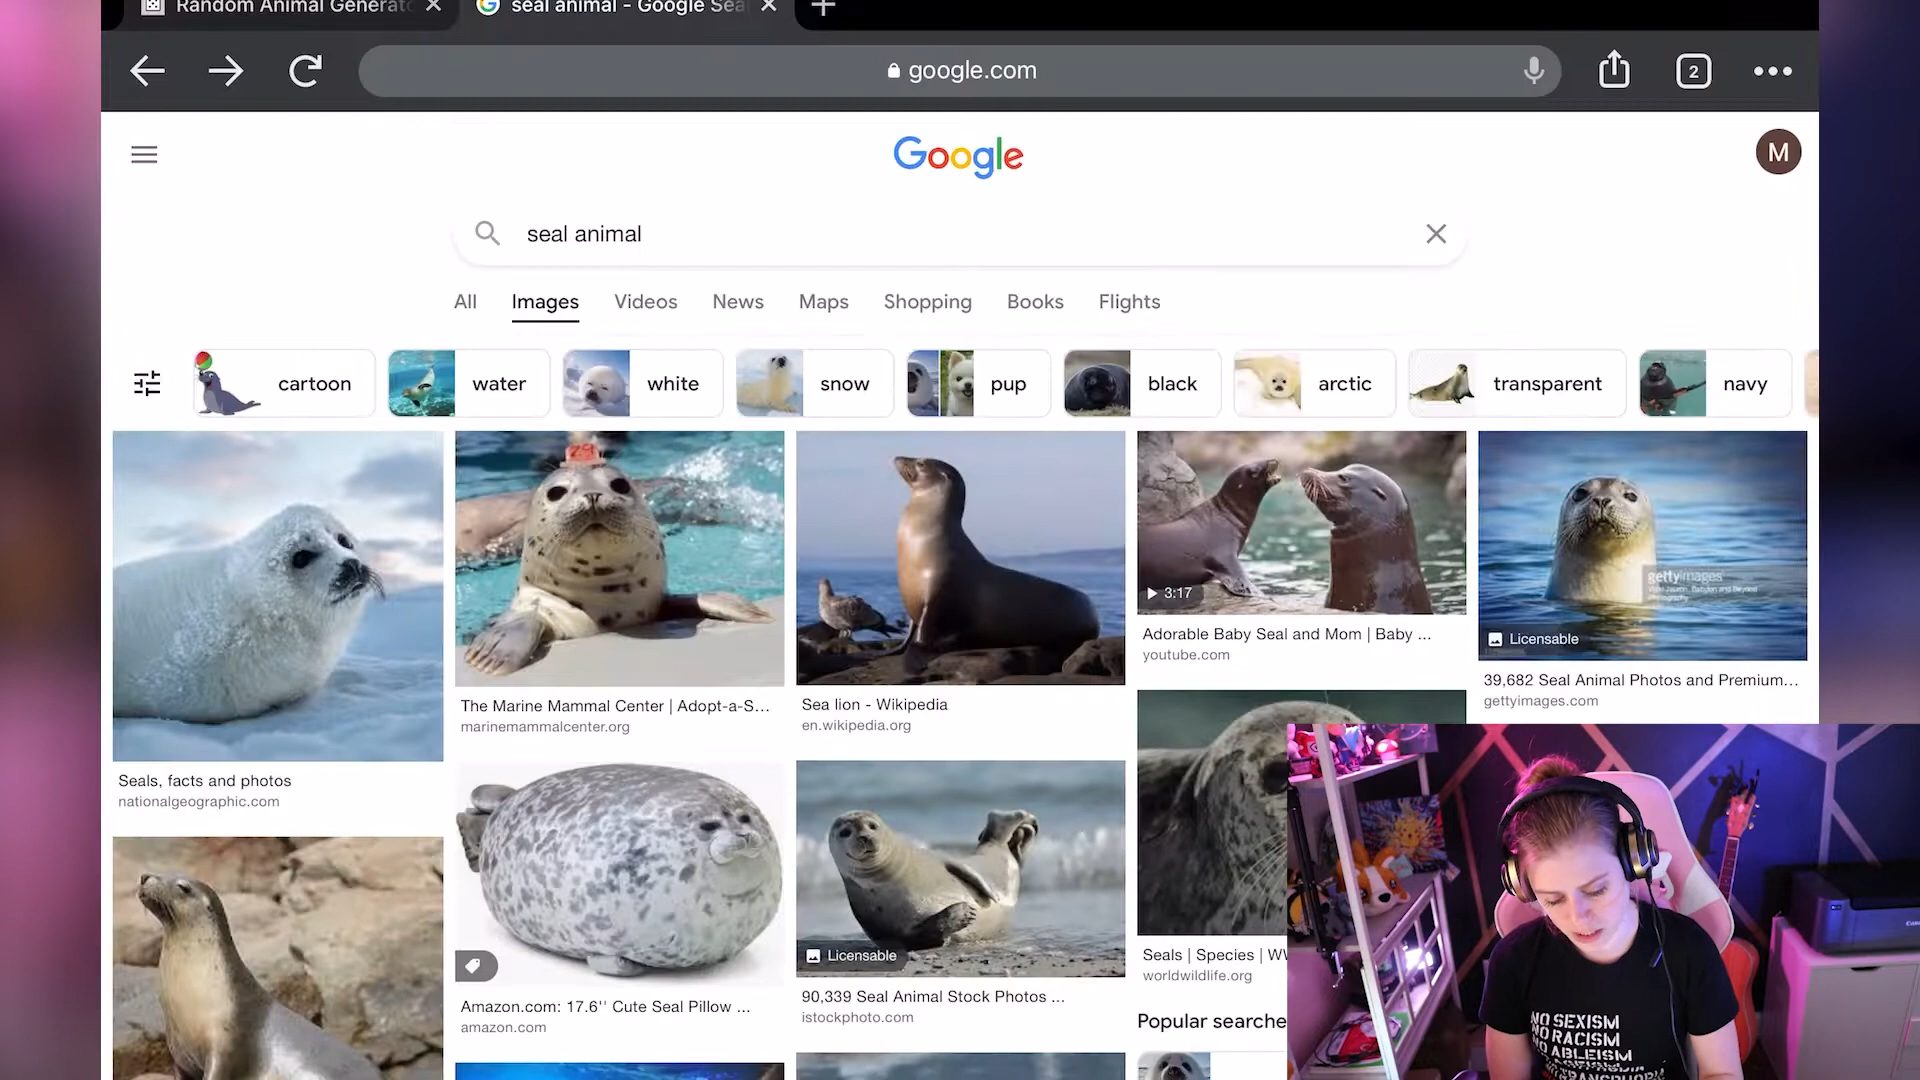 Random Animal Generato
seal animal - Google Sea
google.com
2
Google
M
seal animal
All Images Videos News Maps Shopping Books Flights
cartoon water white snow pup black arctic transparent navy
Seals, facts and photos
nationalgeographic.com
29
The Marine Mammal Center | Adopt-a-S...
marinemammalcenter.org
Sea lion - Wikipedia
en.wikipedia.org
3:17
Adorable Baby Seal and Mom | Baby ...
youtube.com
gettyimages
Licensable
39,682 Seal Animal Photos and Premium...
gettyimages.com
Amazon.com: 17.6'' Cute Seal Pillow ...
amazon.com
Licensable
90,339 Seal Animal Stock Photos ...
istockphoto.com
Seals | Species | W
worldwildlife.org
Popular searche
NO SEXISM
NO RACISM
NO ABLEISM